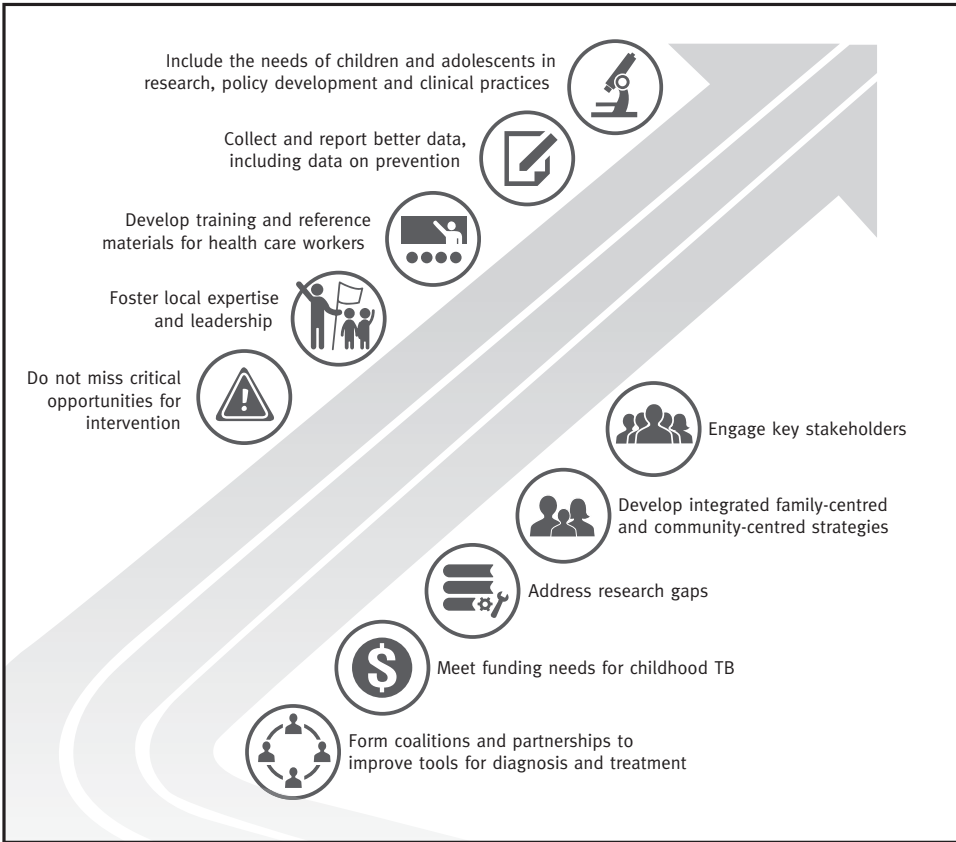 Include the needs of children and adolescents in
research, policy development and clinical practices
Collect and report better data,
including data on prevention
Develop training and reference
materials for health care workers
Foster local expertise
and leadership
Do not miss critical
opportunities for
intervention
!
Engage key stakeholders
Develop integrated family-centred
and community-centred strategies
Address research gaps
$
Meet funding needs for childhood TB
Form coalitions and partnerships to
improve tools for diagnosis and treatment